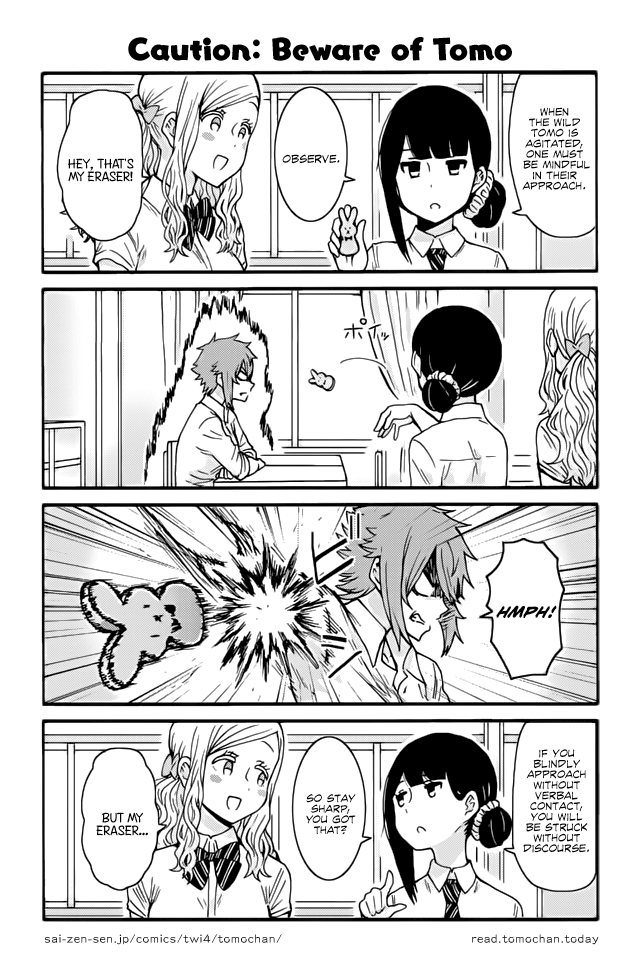 Caution: Beware of Tomo
WHEN
THE WILD
TOMO IS
AGITATED,
ONE MUST
BE MINDFUL
IN THEIR
APPROACH.
OBSERVE.
HEY, THAT'S
MY ERASER!
ポイッ
HMPH!
IF YOU
BLINDLY
APPROACH
WITHOUT
VERBAL
CONTACT,
YOU WILL
BE STRUCK
WITHOUT
DISCOURSE.
SO STAY
SHARP,
YOU GOT
THAT?
BUT MY
ERASER...
sai-zen-sen.jp/comics/twi4/tomochan/
read.tomochan.today